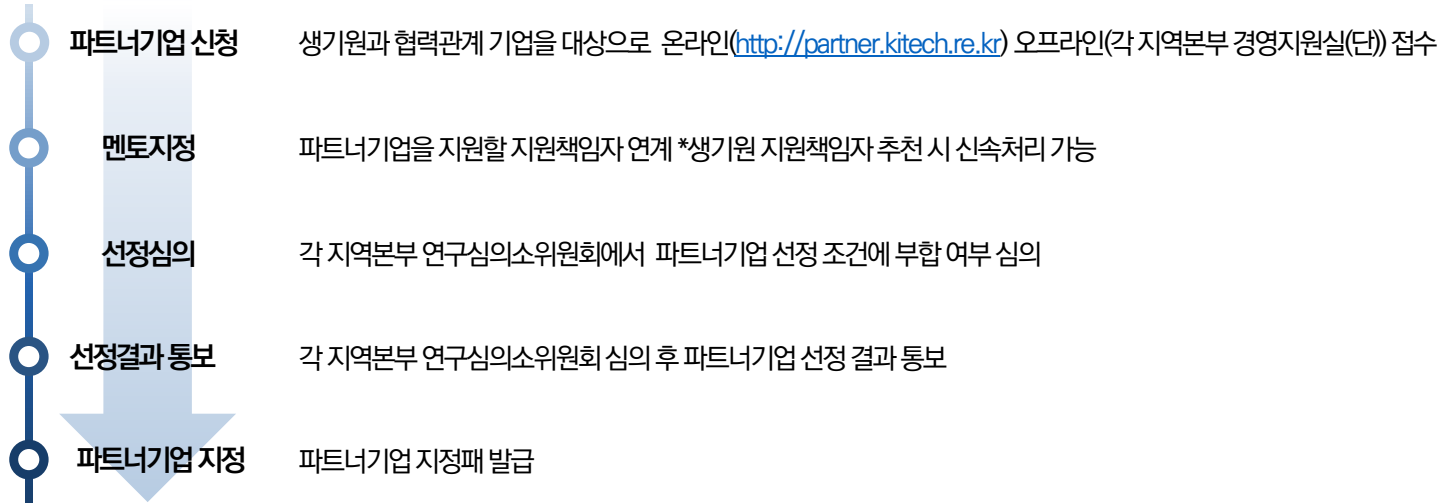 파트너기업 신청 생기원과 협력관계 기업을 대상으로 온라인(http://partner.kitech.re.kr) 오프라인(각 지역본부 경영지원실(단)) 접수
멘토지정 파트너기업을 지원할 지원책임자 연계 *생기원 지원책임자 추천 시 신속처리 가능
선정심의 각 지역본부 연구심의소위원회에서 파트너기업 선정 조건에 부합 여부 심의
선정결과 통보 각 지역본부 연구심의소위원회 심의 후 파트너기업 선정 결과 통보
파트너기업 지정 파트너기업 지정패 발급